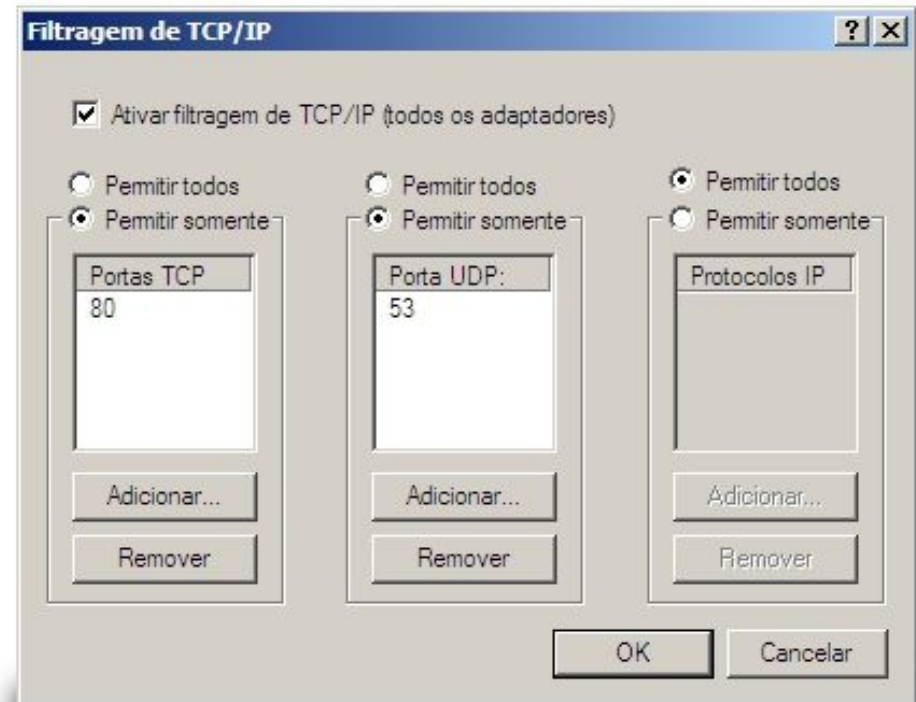 Filtragem de TCP/IP
Ativar filtragem de TCP/IP (todos os adaptadores)
Permitir todos
Permitir somente
Portas TCP
80
Adicionar...
Remover
Permitir todos
Permitir somente
Porta UDP:
53
Adicionar...
Remover
Permitir todos
Permitir somente
Protocolos IP
Adicionar...
Remover
OK
Cancelar